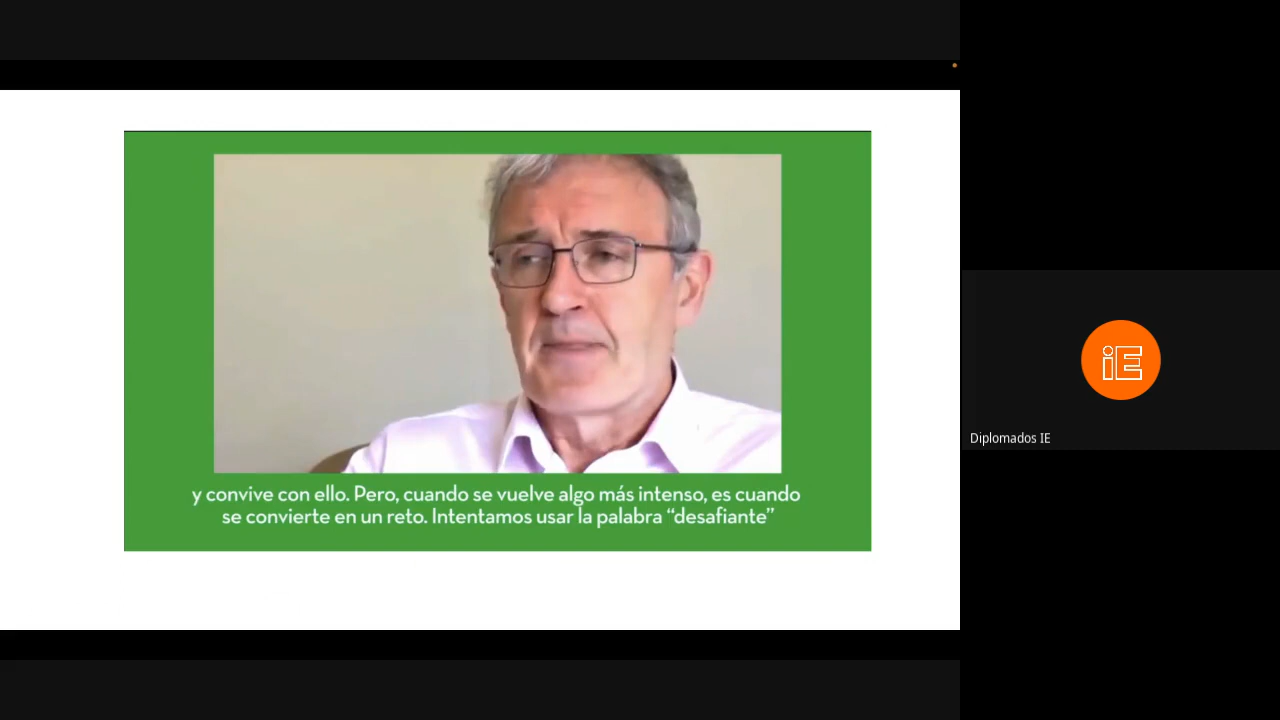 y convive con ello. Pero, cuando se vuelve algo más intenso, es cuando
se convierte en un reto. Intentamos usar la palabra “desafiante”
iE
Diplomados IE